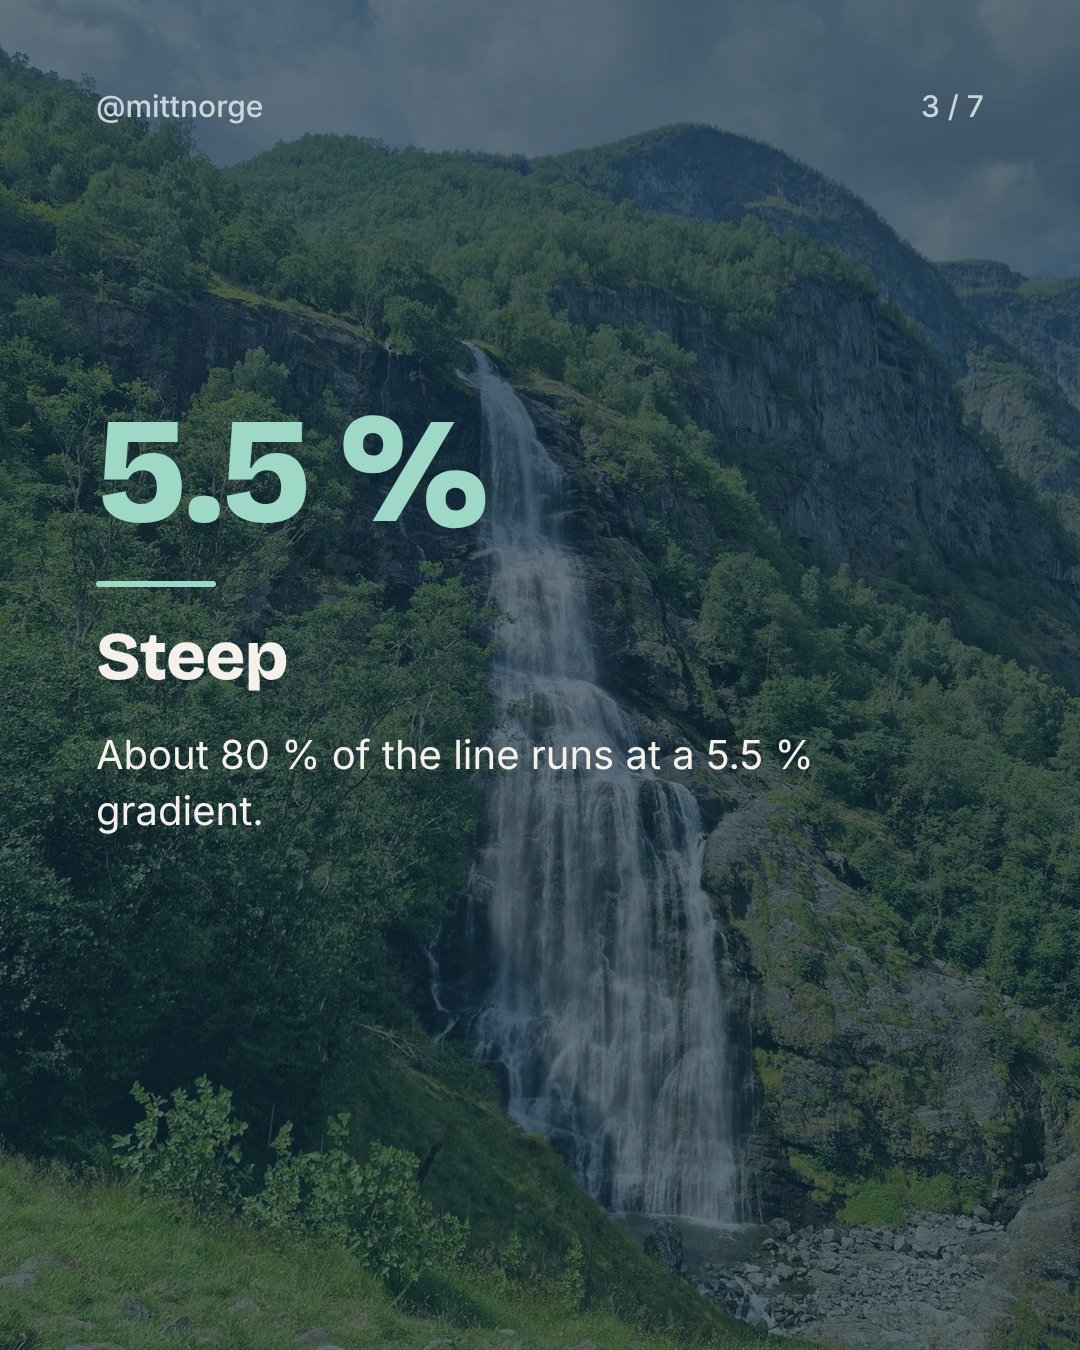 @mittnorge
3 / 7
5.5 %
Steep
About 80 % of the line runs at a 5.5 %
gradient.